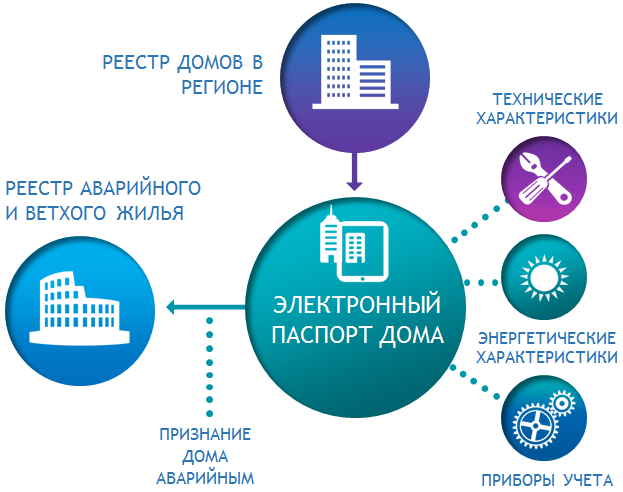 РЕЕСТР ДОМОВ В
РЕГИОНЕ
ТЕХНИЧЕСКИЕ
ХАРАКТЕРИСТИКИ
РЕЕСТР АВАРИЙНОГО
И ВЕТХОГО ЖИЛЬЯ
ЭЛЕКТРОННЫЙ
ПАСПОРТ ДОМА
ЭНЕРГЕТИЧЕСКИЕ
ХАРАКТЕРИСТИКИ
ПРИЗНАНИЕ
ДОМА
АВАРИЙНЫМ
ПРИБОРЫ УЧЕТА